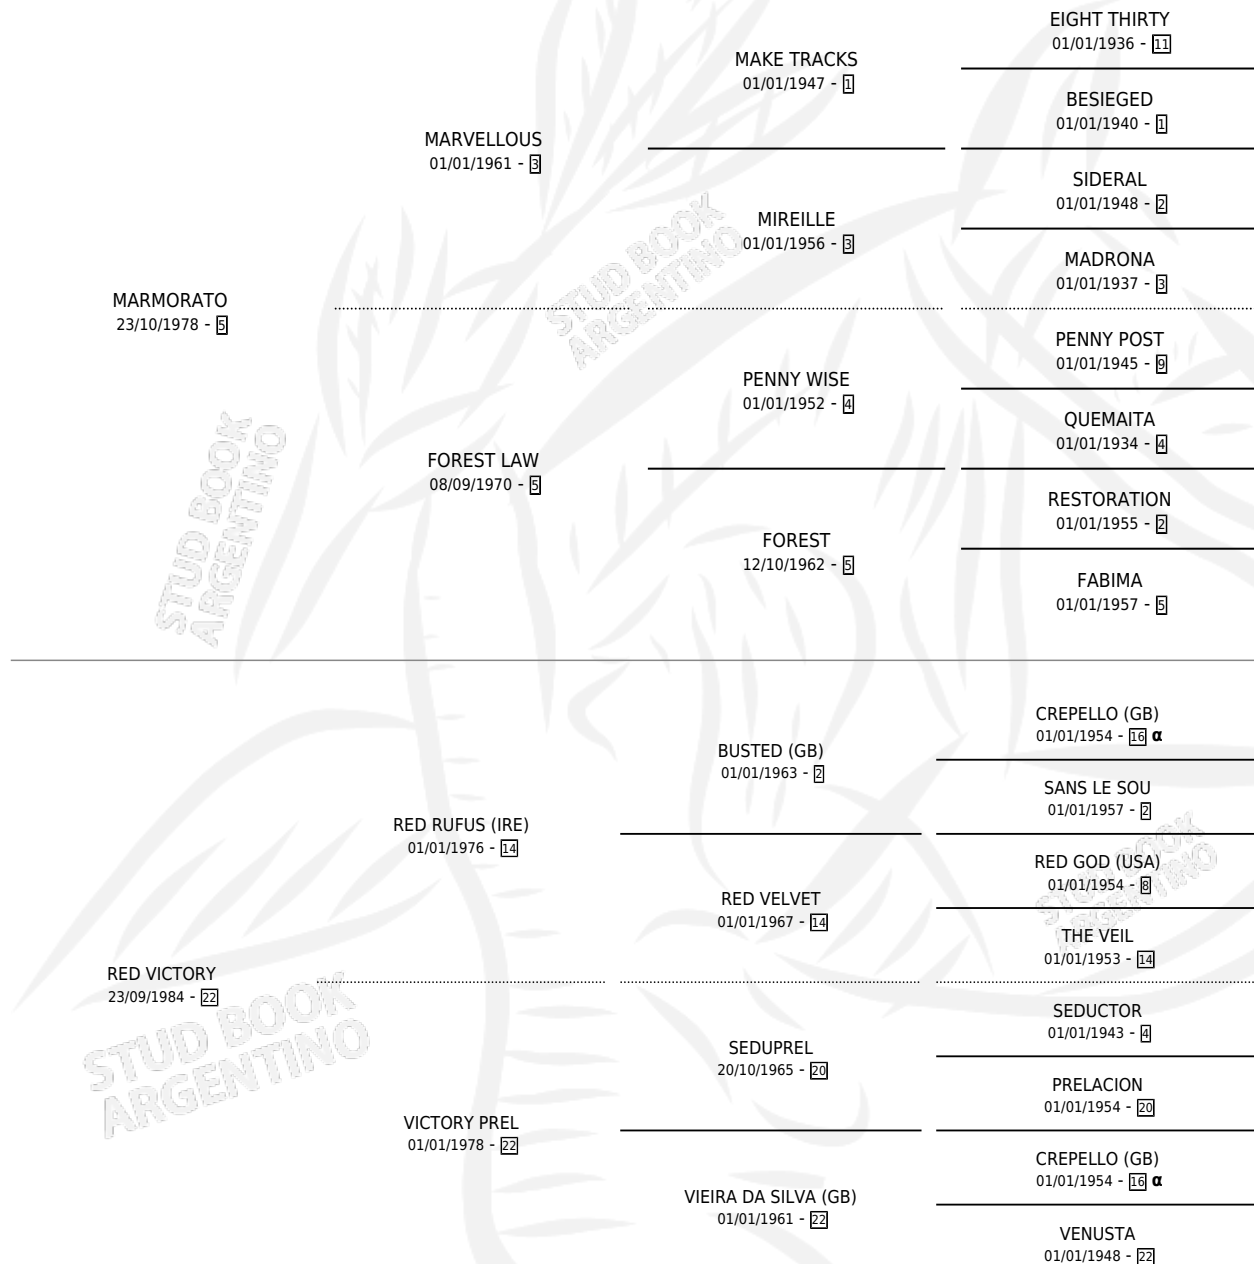 EIGHT THIRTY
01/01/1936 - 11
MAKE TRACKS
01/01/1947 - 1
BESIEGED
01/01/1940 - 1
MARVELLOUS
01/01/1961 - 3
SIDERAL
01/01/1948 - 2
MIREILLE
01/01/1956 - 3
MADRONA
01/01/1937 - 3
STUD BOOK
ARGENTINO
MARMORATO
23/10/1978 - 5
PENNY POST
01/01/1945 - 9
PENNY WISE
01/01/1952 - 4
QUEMAITA
01/01/1934 - 4
FOREST LAW
08/09/1970 - 5
RESTORATION
01/01/1955 - 2
FOREST
12/10/1962 - 5
FABIMA
01/01/1957 - 5
STUD BOOK
ARGENTINO
CREPELLO (GB)
01/01/1954 - 16 α
BUSTED (GB)
01/01/1963 - 2
SANS LE SOU
01/01/1957 - 2
RED RUFUS (IRE)
01/01/1976 - 14
RED GOD (USA)
01/01/1954 - 8
RED VELVET
01/01/1967 - 14
THE VEIL
01/01/1953 - 14
STUD BOOK
ARGENTINO
RED VICTORY
23/09/1984 - 22
SEDUCTOR
01/01/1943 - 4
SEDUPREL
20/10/1965 - 20
PRELACION
01/01/1954 - 20
STUD BOOK
ARGENTINO
VICTORY PREL
01/01/1978 - 22
CREPELLO (GB)
01/01/1954 - 16 α
VIEIRA DA SILVA (GB)
01/01/1961 - 22
VENUSTA
01/01/1948 - 22